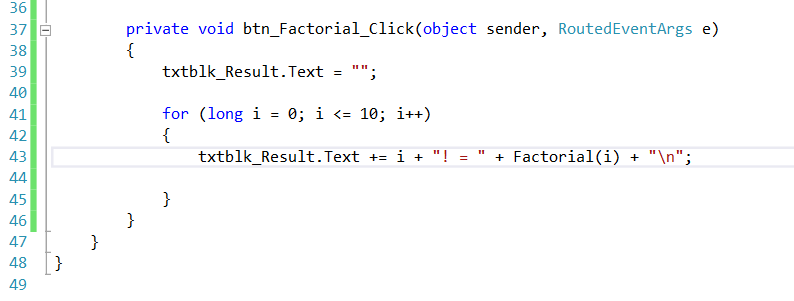 36
37 private void btn_Factorial_Click(object sender, RoutedEventArgs e)
38 {
39 txtblk_Result.Text = "";
40
41 for (long i = 0; i <= 10; i++)
42 {
43 txtblk_Result.Text += i + "! = " + Factorial(i) + "\n";
44
45 }
46 }
47 }
48 }
49